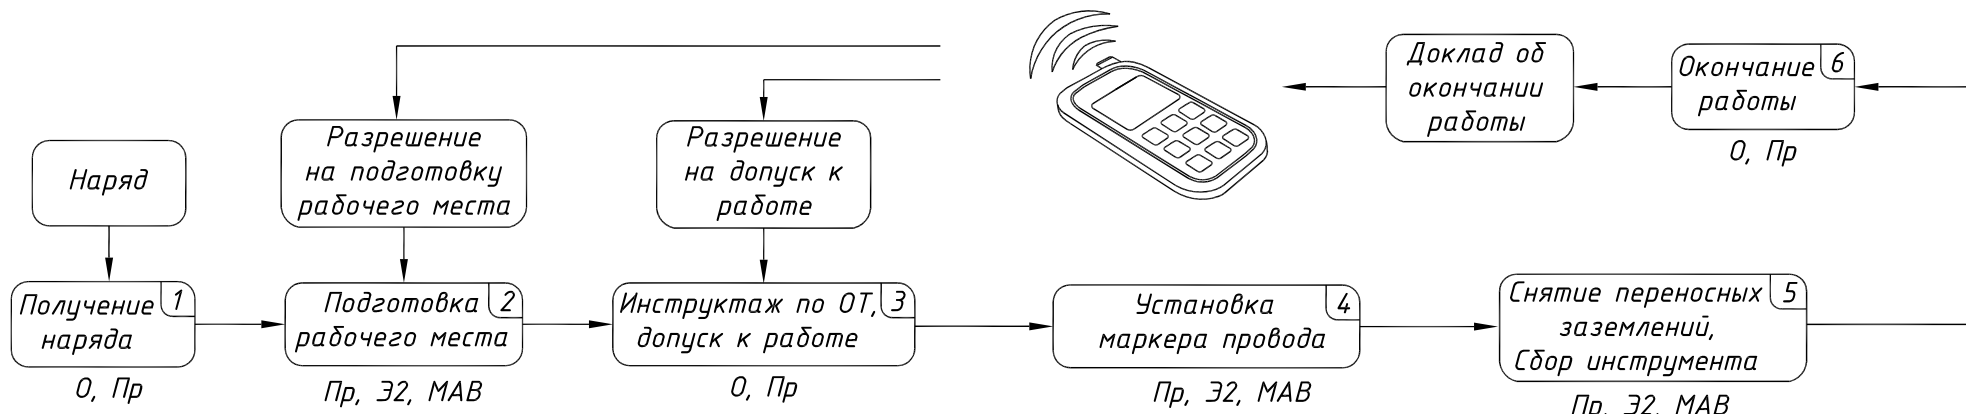 Наряд
Получение
наряда
1
О, Пр
Разрешение
на подготовку
рабочего места
Подготовка
рабочего места
2
Пр, Э2, МАВ
Разрешение
на допуск к
работе
Инструктаж по ОТ,
допуск к работе
3
О, Пр
Установка
маркера провода
4
Пр, Э2, МАВ
Снятие переносных
заземлений,
Сбор инструмента
5
Пр, Э2, МАВ
Окончание
работы
6
О, Пр
Доклад об
окончании
работы